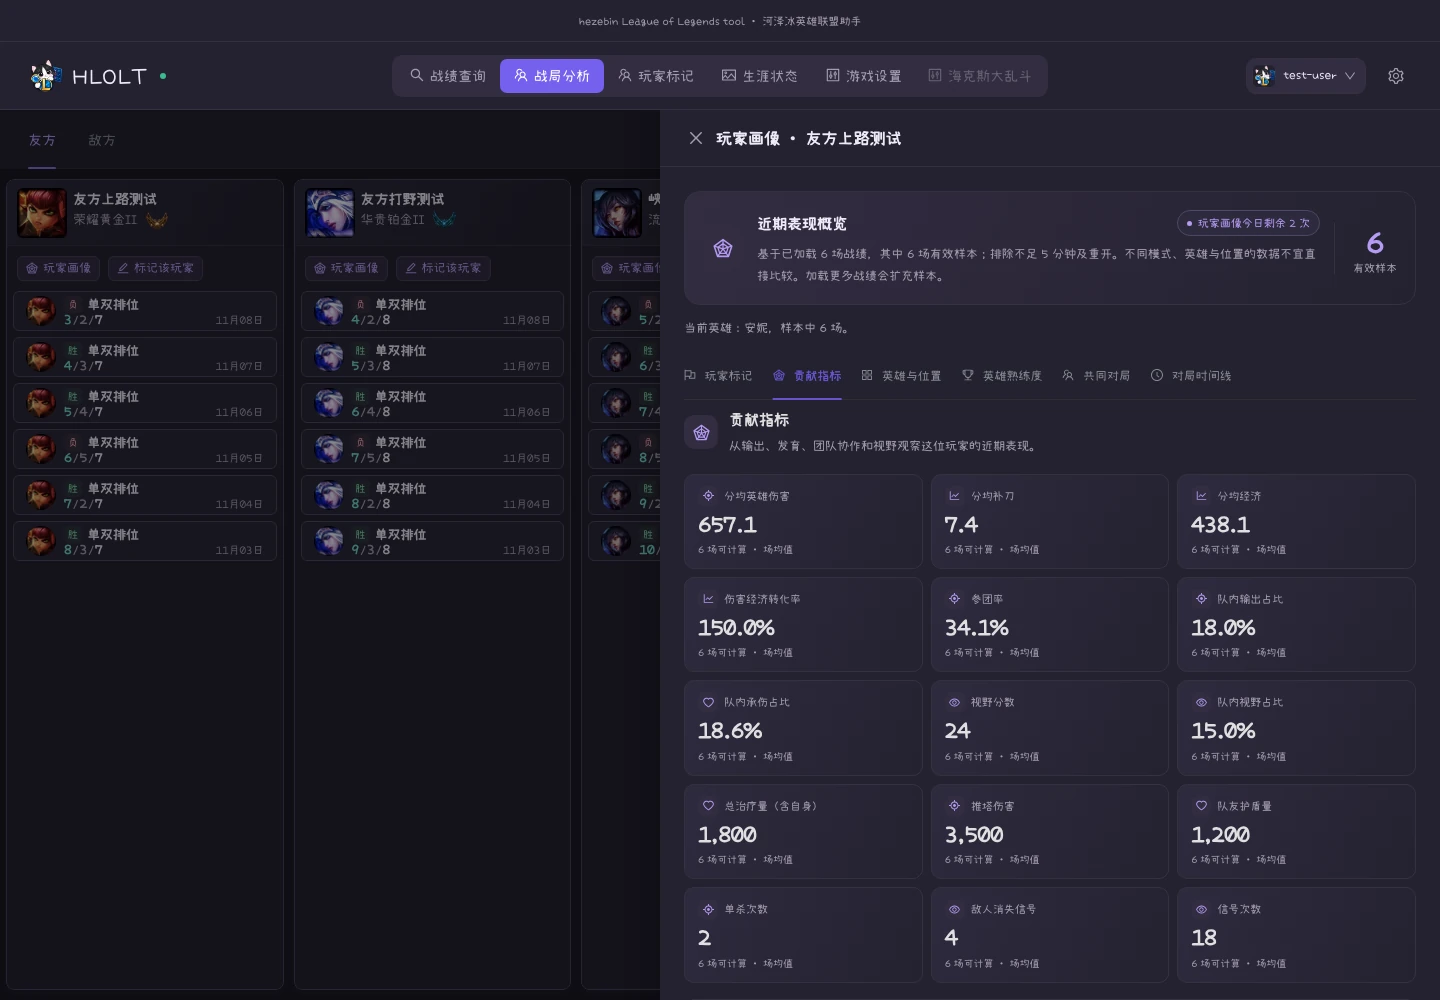 hezebin League of Legends tool • 河泽冰英雄联盟助手
HLOLT
战绩查询
战局分析
玩家标记
生涯状态
游戏设置
海克斯大乱斗
test-user
友方
敌方
友方上路测试
荣耀黄金II
玩家画像
标记该玩家
负 单双排位
3/2/7 11月08日
胜 单双排位
4/3/7 11月07日
胜 单双排位
5/4/7 11月06日
负 单双排位
6/5/7 11月05日
胜 单双排位
7/2/7 11月04日
胜 单双排位
8/3/7 11月03日
友方打野测试
华贵铂金II
玩家画像
标记该玩家
负 单双排位
4/2/8 11月08日
胜 单双排位
5/3/8 11月07日
胜 单双排位
6/4/8 11月06日
负 单双排位
7/5/8 11月05日
胜 单双排位
8/2/8 11月04日
胜 单双排位
9/3/8 11月03日
流
玩家画
负
5/2
胜
6/3
胜
7/4
负
8/5
胜
9/2
胜
10/
玩家画像 • 友方上路测试
近期表现概览
玩家画像今日剩余 2 次
基于已加载 6 场战绩，其中 6 场有效样本；排除不足 5 分钟及重开。不同模式、英雄与位置的数据不宜直
接比较。加载更多战绩会扩充样本。
6
有效样本
当前英雄：安妮，样本中 6 场。
玩家标记
贡献指标
英雄与位置
英雄熟练度
共同对局
对局时间线
贡献指标
从输出、发育、团队协作和视野观察这位玩家的近期表现。
分均英雄伤害
657.1
6 场可计算 • 场均值
分均补刀
7.4
6 场可计算 • 场均值
分均经济
438.1
6 场可计算 • 场均值
伤害经济转化率
150.0%
6 场可计算 • 场均值
参团率
34.1%
6 场可计算 • 场均值
队内输出占比
18.0%
6 场可计算 • 场均值
队内承伤占比
18.6%
6 场可计算 • 场均值
视野分数
24
6 场可计算 • 场均值
队内视野占比
15.0%
6 场可计算 • 场均值
总治疗量（含自身）
1,800
6 场可计算 • 场均值
推塔伤害
3,500
6 场可计算 • 场均值
队友护盾量
1,200
6 场可计算 • 场均值
单杀次数
2
6 场可计算 • 场均值
敌人消失信号
4
6 场可计算 • 场均值
信号次数
18
6 场可计算 • 场均值